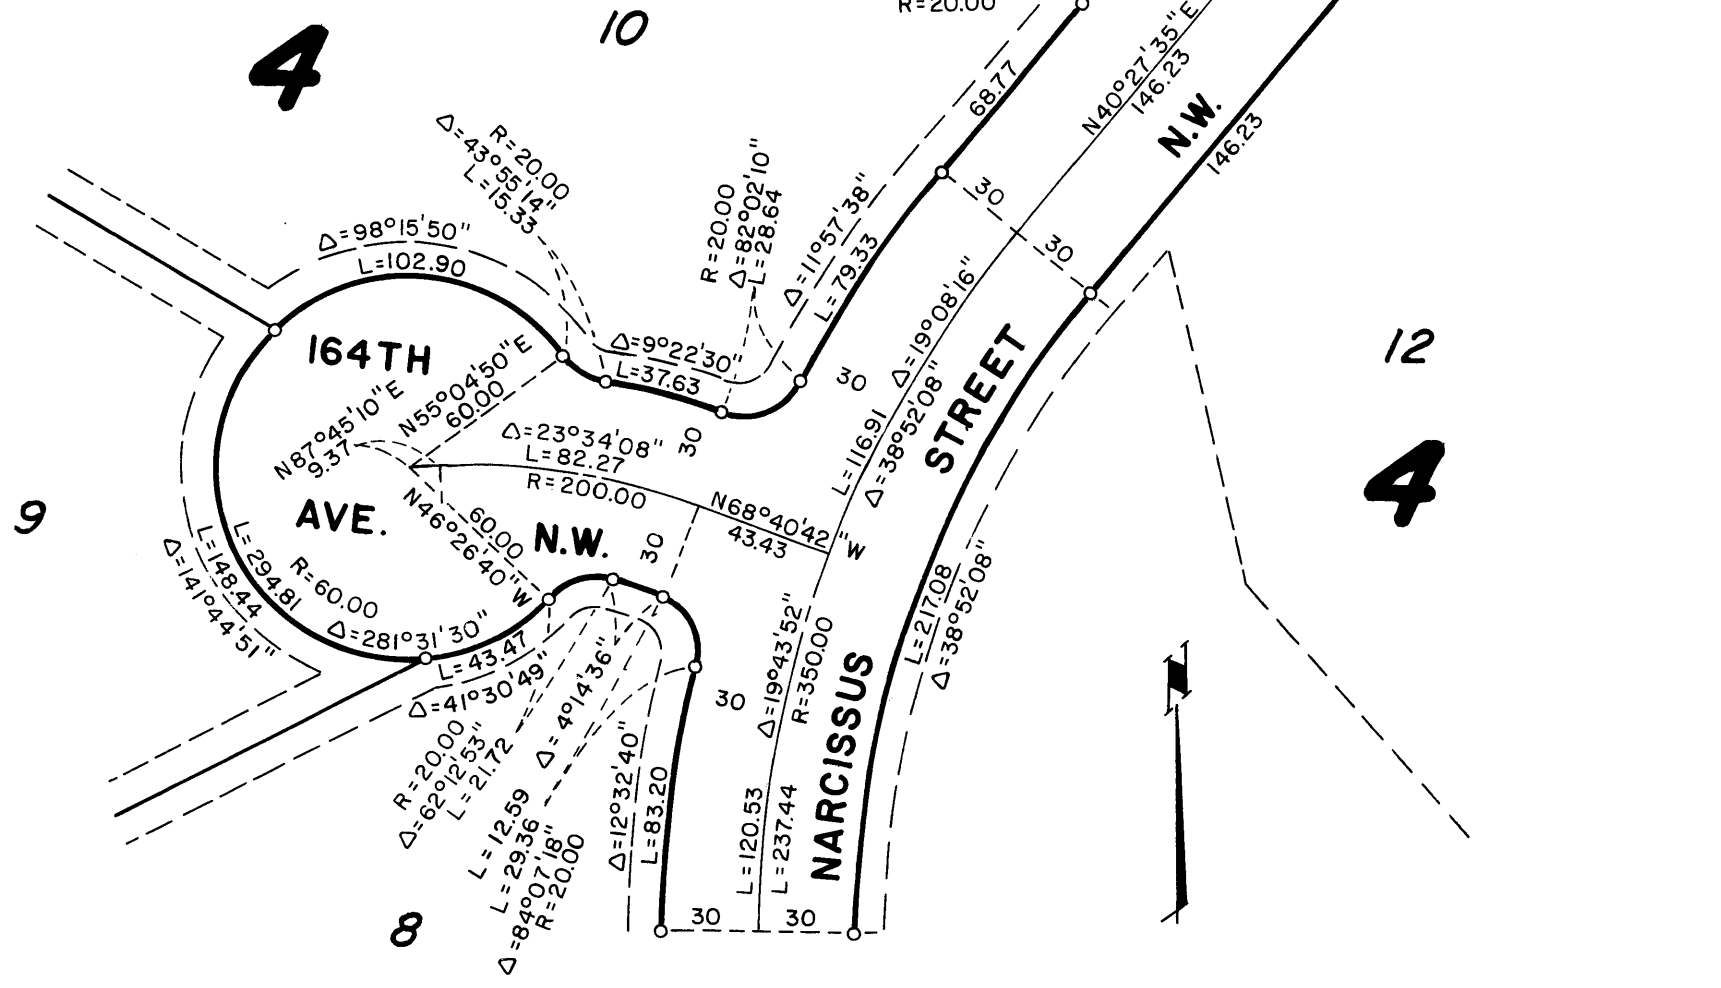 R=20.00
10
4
N40°27'35"E
146.23
N.W.
146.23
68.77
R=20.00
Δ=43°55'14"
L=15.33
R=20.00
Δ=82°02'10"
L=28.64
Δ=11°57'38"
L=79.33
30
30
Δ=98°15'50"
L=102.90
164TH
N55°04'50"E
60.00
Δ=9°22'30"
L=37.63
30
Δ=19°08'16"
L=116.91
Δ=38°52'08"
STREET
12
4
N87°45'10"E
9.37
Δ=23°34'08"
L=82.27
R=200.00
30
N68°40'42"W
43.43
9
AVE.
N.W.
30
60.00
N46°26'40"W
L=294.81
L=148.44
Δ=141°44'51"
R=60.00
Δ=281°31'30"
L=43.47
Δ=41°30'49"
R=20.00
Δ=62°12'53"
L=21.72
Δ=4°14'36"
L=12.59
L=29.36
Δ=84°07'18"
R=20.00
30
Δ=12°32'40"
L=83.20
Δ=19°43'52"
R=350.00
L=120.53
L=237.44
NARCISSUS
L=217.08
Δ=38°52'08"
8
30
30
N